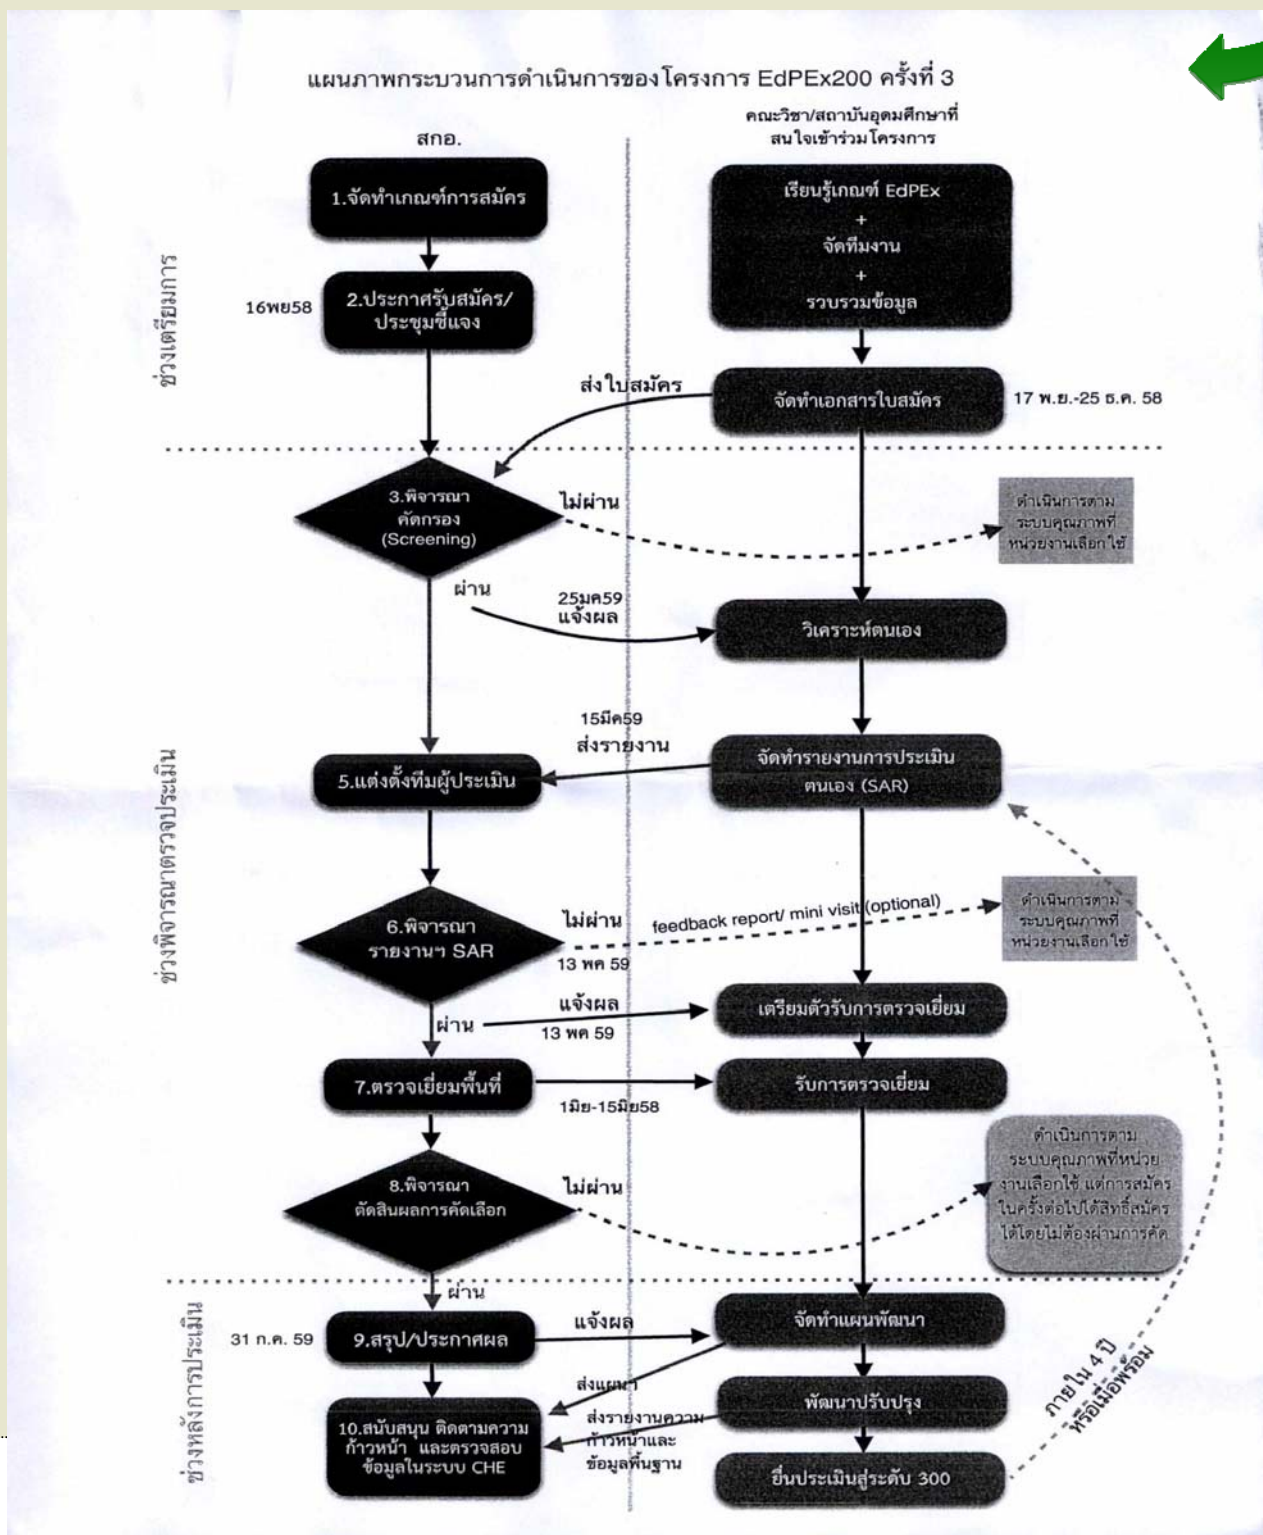 แผนภาพกระบวนการดำเนินการของโครงการ EdPEx200 ครั้งที่ 3
สกอ.
คณะวิชา/สถาบันอุดมศึกษาที่
สนใจเข้าร่วมโครงการ
ช่วงเตรียมการ
1.จัดทำเกณฑ์การสมัคร
เรียนรู้เกณฑ์ EdPEx
+
จัดทีมงาน
+
รวบรวมข้อมูล
16พย58
2.ประกาศรับสมัคร/
ประชุมชี้แจง
ส่งใบสมัคร
จัดทำเอกสารใบสมัคร
17 พ.ย.-25 ธ.ค. 58
ช่วงพิจารณาตรวจประเมิน
3.พิจารณา
คัดกรอง
(Screening)
ไม่ผ่าน
ดำเนินการตาม
ระบบคุณภาพที่
หน่วยงานเลือกใช้
ผ่าน
25มค59
แจ้งผล
วิเคราะห์ตนเอง
15มีค59
ส่งรายงาน
5.แต่งตั้งทีมผู้ประเมิน
จัดทำรายงานการประเมิน
ตนเอง (SAR)
6.พิจารณา
รายงานฯ SAR
ไม่ผ่าน
13 พค 59
feedback report/ mini visit (optional)
ดำเนินการตาม
ระบบคุณภาพที่
หน่วยงานเลือกใช้
ผ่าน
แจ้งผล
13 พค 59
เตรียมตัวรับการตรวจเยี่ยม
7.ตรวจเยี่ยมพื้นที่
1มิย-15มิย58
รับการตรวจเยี่ยม
8.พิจารณา
ตัดสินผลการคัดเลือก
ไม่ผ่าน
ดำเนินการตาม
ระบบคุณภาพที่หน่วย
งานเลือกใช้ แต่การสมัคร
ในครั้งต่อไปได้สิทธิ์สมัคร
ได้โดยไม่ต้องผ่านการคัด
ผ่าน
ช่วงหลังการประเมิน
31 ก.ค. 59
9.สรุป/ประกาศผล
แจ้งผล
จัดทำแผนพัฒนา
ส่งแผนฯ
พัฒนาปรับปรุง
10.สนับสนุน ติดตามความ
ก้าวหน้า และตรวจสอบ
ข้อมูลในระบบ CHE
ส่งรายงานความ
ก้าวหน้าและ
ข้อมูลพื้นฐาน
ยื่นประเมินสู่ระดับ 300
ภายใน 4 ปี
หรือเมื่อพร้อม